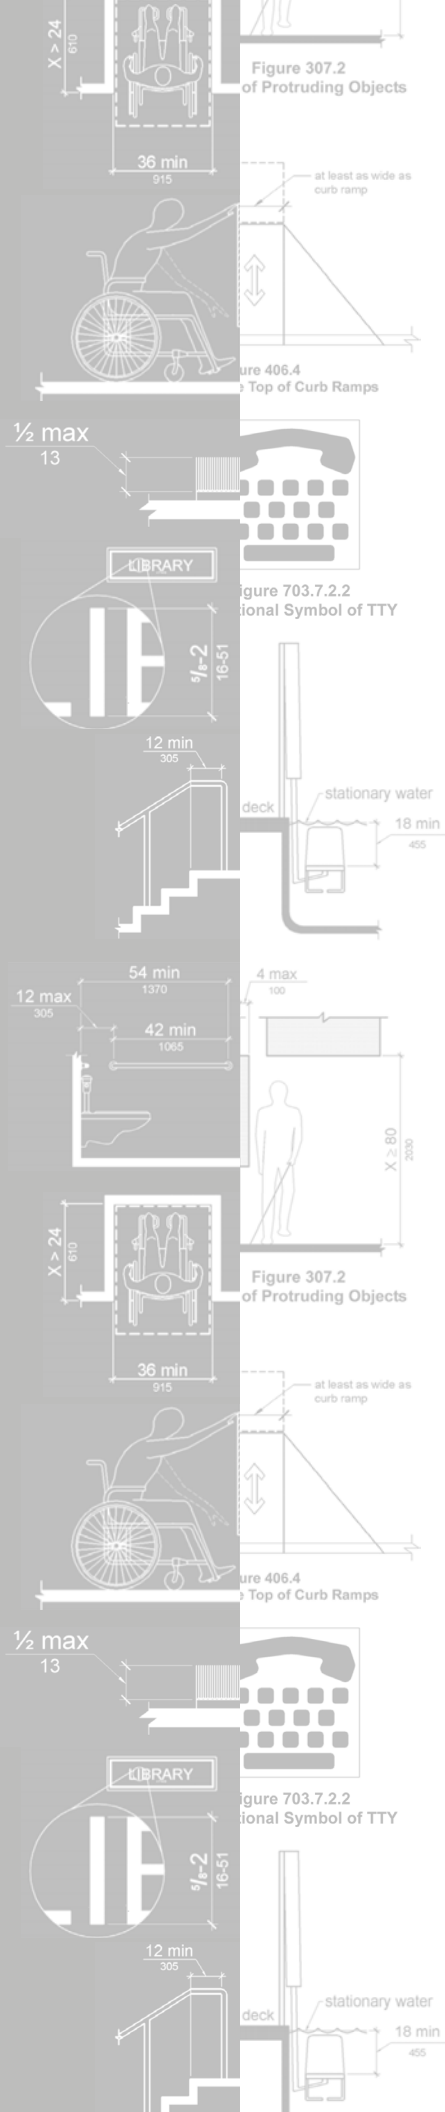 X > 24
610
Figure 307.2
of Protruding Objects
36 min
915
at least as wide as
curb ramp
ure 406.4
e Top of Curb Ramps
½ max
13
LIBRARY
igure 703.7.2.2
tional Symbol of TTY
5/8-2
16-51
12 min
305
stationary water
deck
18 min
455
54 min
1370
4 max
100
12 max
305
42 min
1065
X ≥ 80
2030
X > 24
610
Figure 307.2
of Protruding Objects
36 min
915
at least as wide as
curb ramp
ure 406.4
e Top of Curb Ramps
½ max
13
LIBRARY
igure 703.7.2.2
tional Symbol of TTY
5/8-2
16-51
12 min
305
stationary water
deck
18 min
455